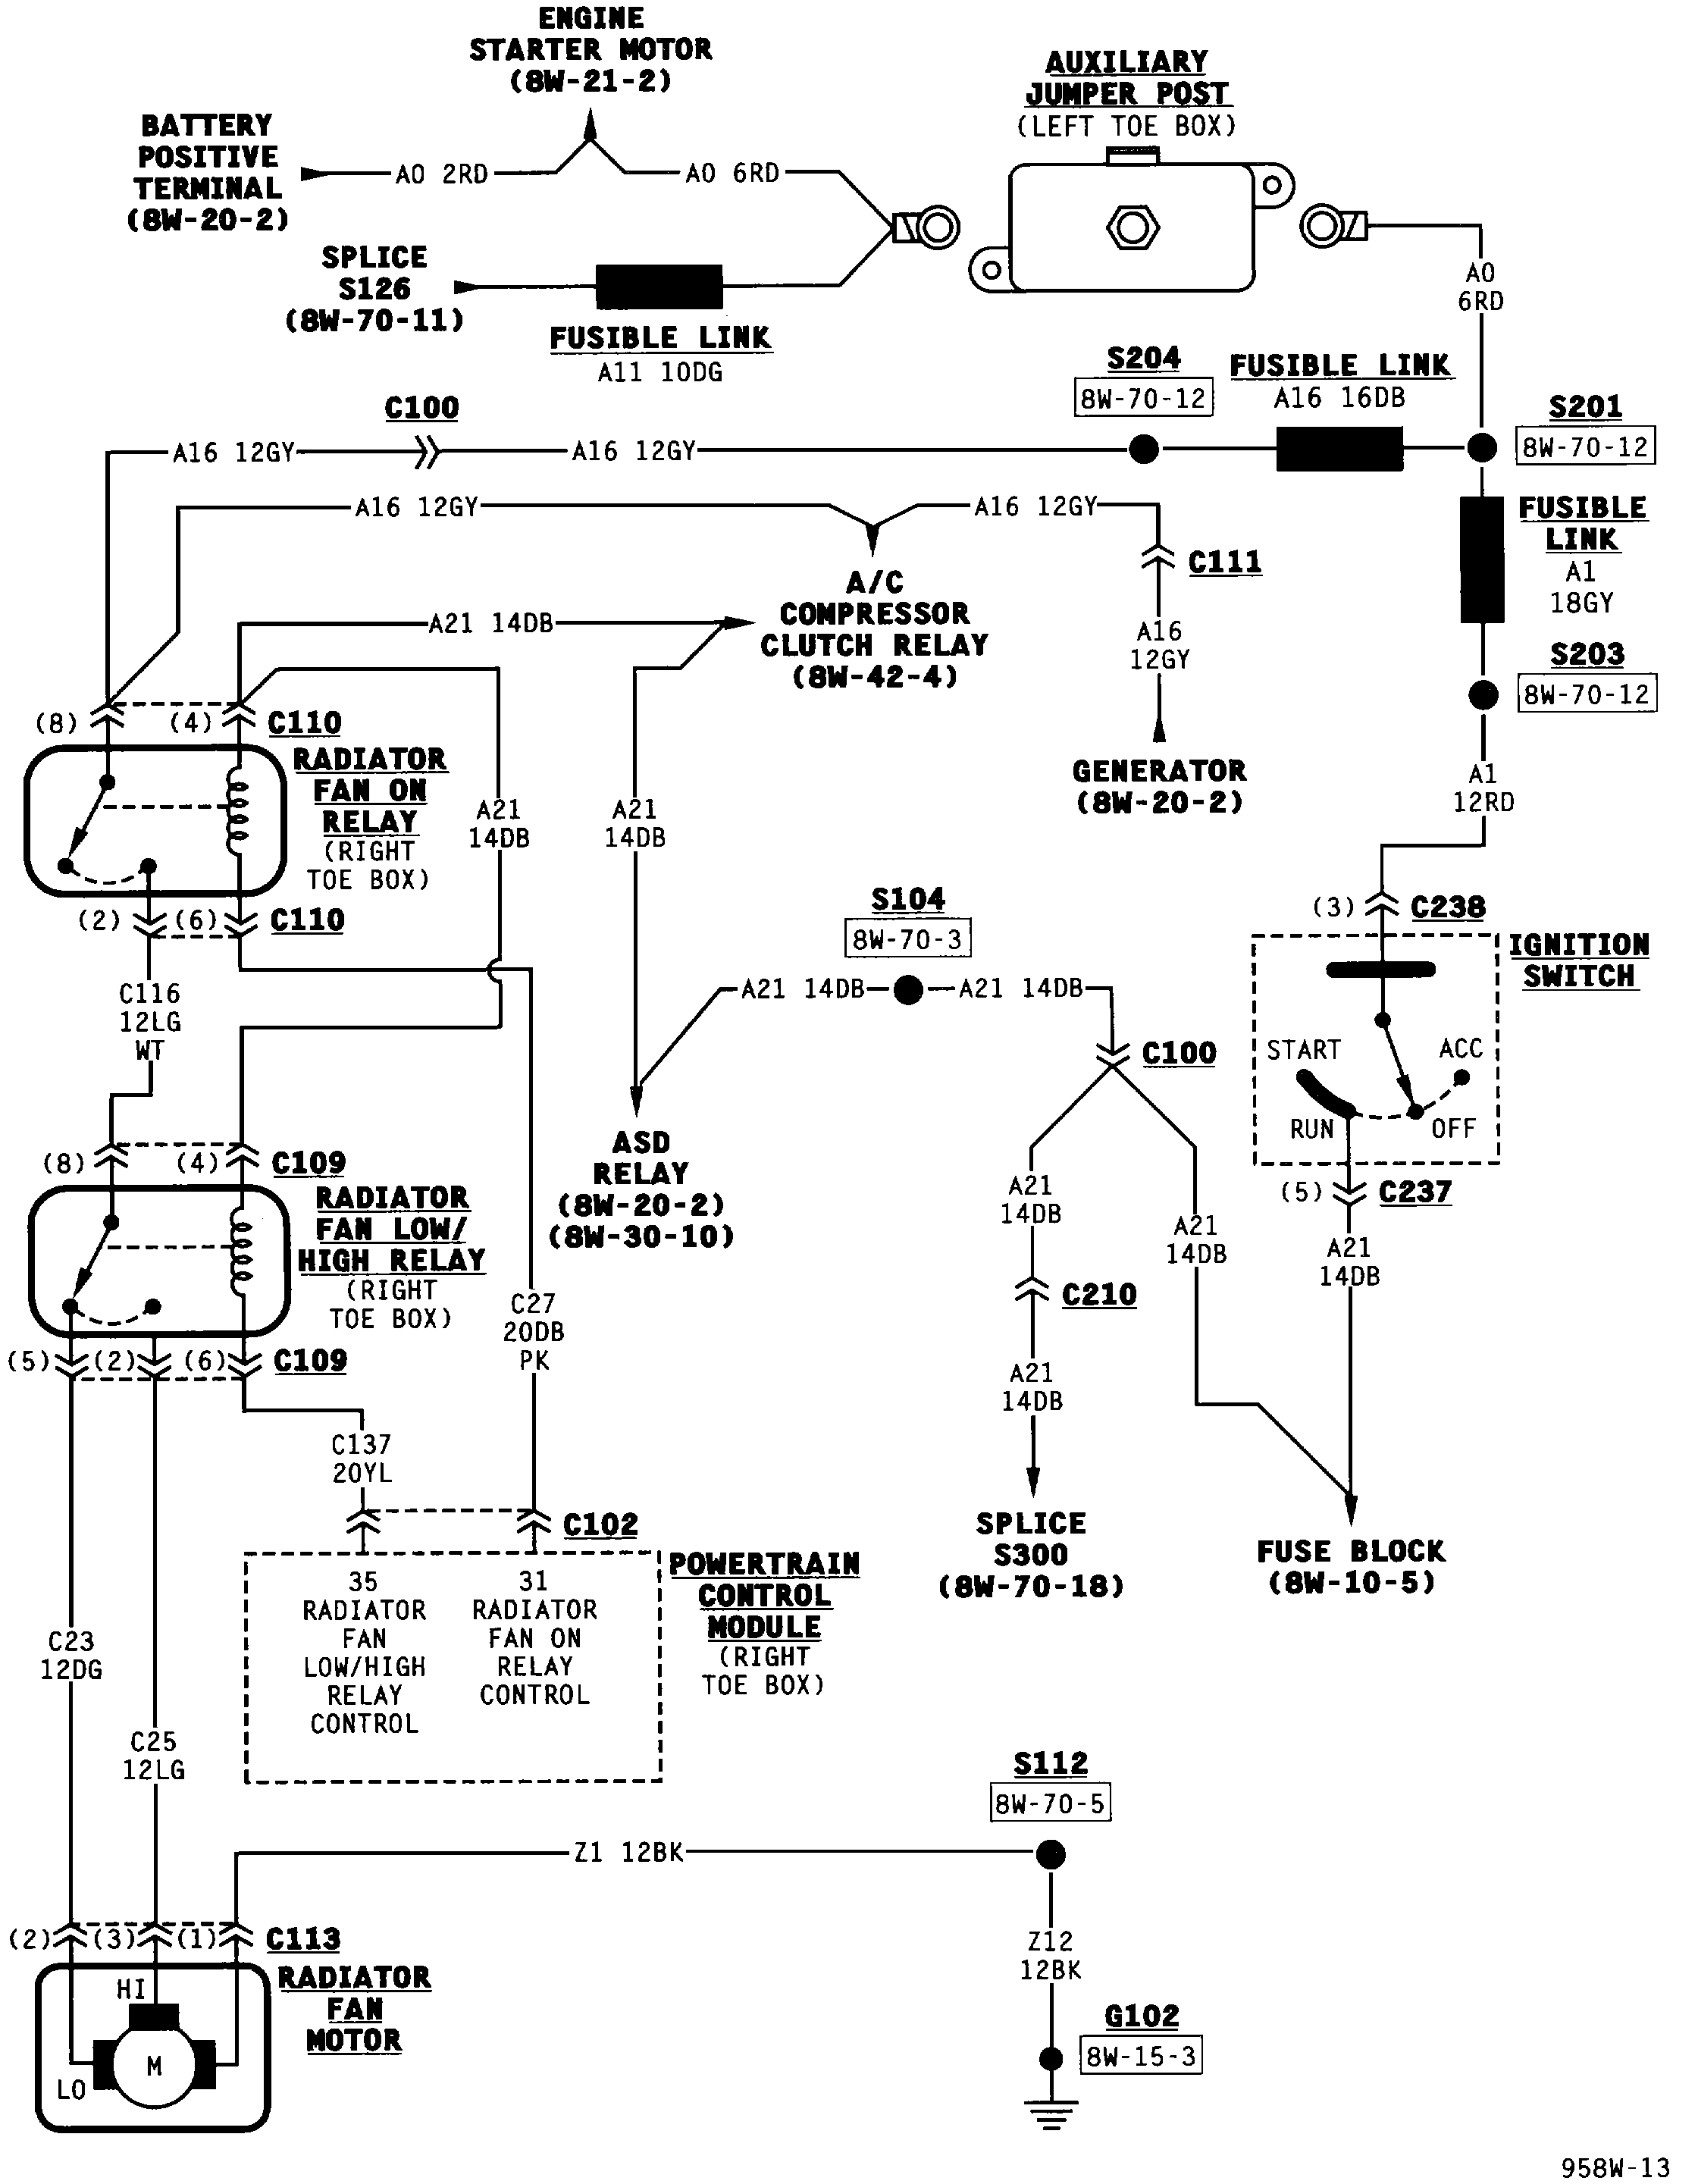 ENGINE
STARTER MOTOR
(8W-21-2)
BATTERY
POSITIVE
TERMINAL
(8W-20-2)
A0 2RD
A0 6RD
AUXILIARY
JUMPER POST
(LEFT TOE BOX)
SPLICE
S126
(8W-70-11)
FUSIBLE LINK
A11 10DG
A0
6RD
S204
8W-70-12
FUSIBLE LINK
A16 16DB
S201
8W-70-12
C100
A16 12GY
A16 12GY
A16 12GY
A16 12GY
FUSIBLE
LINK
A1
18GY
C111
A/C
COMPRESSOR
CLUTCH RELAY
(8W-42-4)
A21 14DB
A16
12GY
S203
8W-70-12
(8)
(4)
C110
RADIATOR
FAN ON
RELAY
(RIGHT
TOE BOX)
A21
14DB
A21
14DB
GENERATOR
(8W-20-2)
A1
12RD
(2)
(6)
C110
S104
8W-70-3
(3)
C238
IGNITION
SWITCH
C116
12LG
WT
A21 14DB
A21 14DB
C100
START
ACC
RUN
OFF
(8)
(4)
C109
ASD
RELAY
(8W-20-2)
(8W-30-10)
RADIATOR
FAN LOW/
HIGH RELAY
(RIGHT
TOE BOX)
A21
14DB
A21
14DB
(5)
C237
A21
14DB
C210
C27
20DB
PK
(5)
(2)
(6)
C109
A21
14DB
C137
20YL
C102
SPLICE
S300
(8W-70-18)
FUSE BLOCK
(8W-10-5)
35
RADIATOR
FAN
LOW/HIGH
RELAY
CONTROL
31
RADIATOR
FAN ON
RELAY
CONTROL
POWERTRAIN
CONTROL
MODULE
(RIGHT
TOE BOX)
C23
12DG
C25
12LG
S112
8W-70-5
Z1 12BK
(2)
(3)
(1)
C113
Z12
12BK
RADIATOR
FAN
MOTOR
HI
M
LO
G102
8W-15-3
958W-13